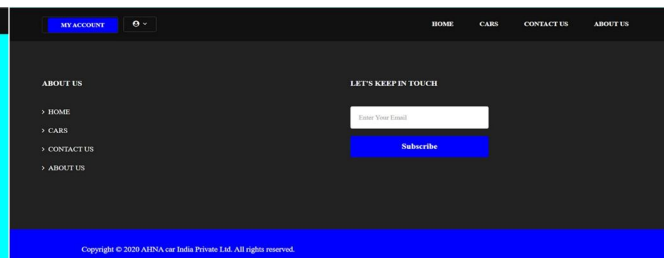 MY ACCOUNT
HOME CARS CONTACT US ABOUT US
ABOUT US
> HOME
> CARS
> CONTACT US
> ABOUT US
LET'S KEEP IN TOUCH
Enter Your Email
Subscribe
Copyright © 2020 AHNA car India Private Ltd. All rights reserved.